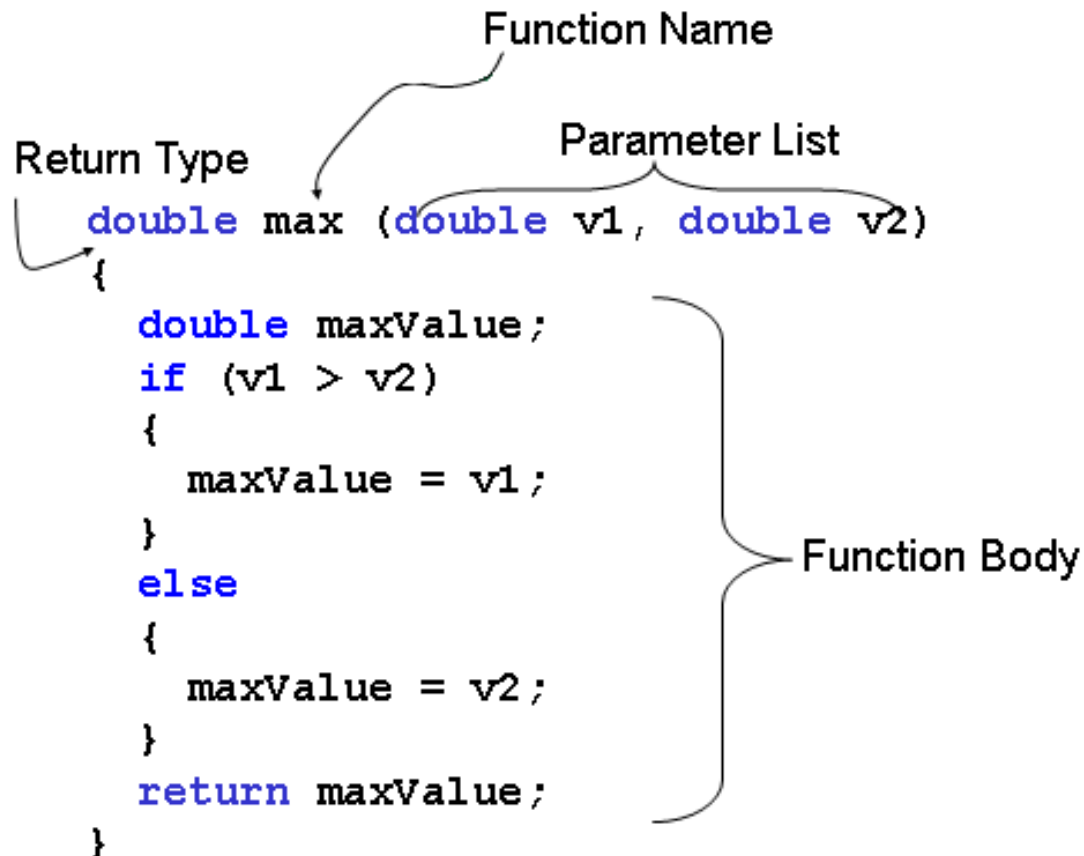 Function Name
Parameter List
Return Type
double max (double v1, double v2)
{
double maxValue;
if (v1 > v2)
{
maxValue = v1;
}
else
{
maxValue = v2;
}
return maxValue;
}
Function Body